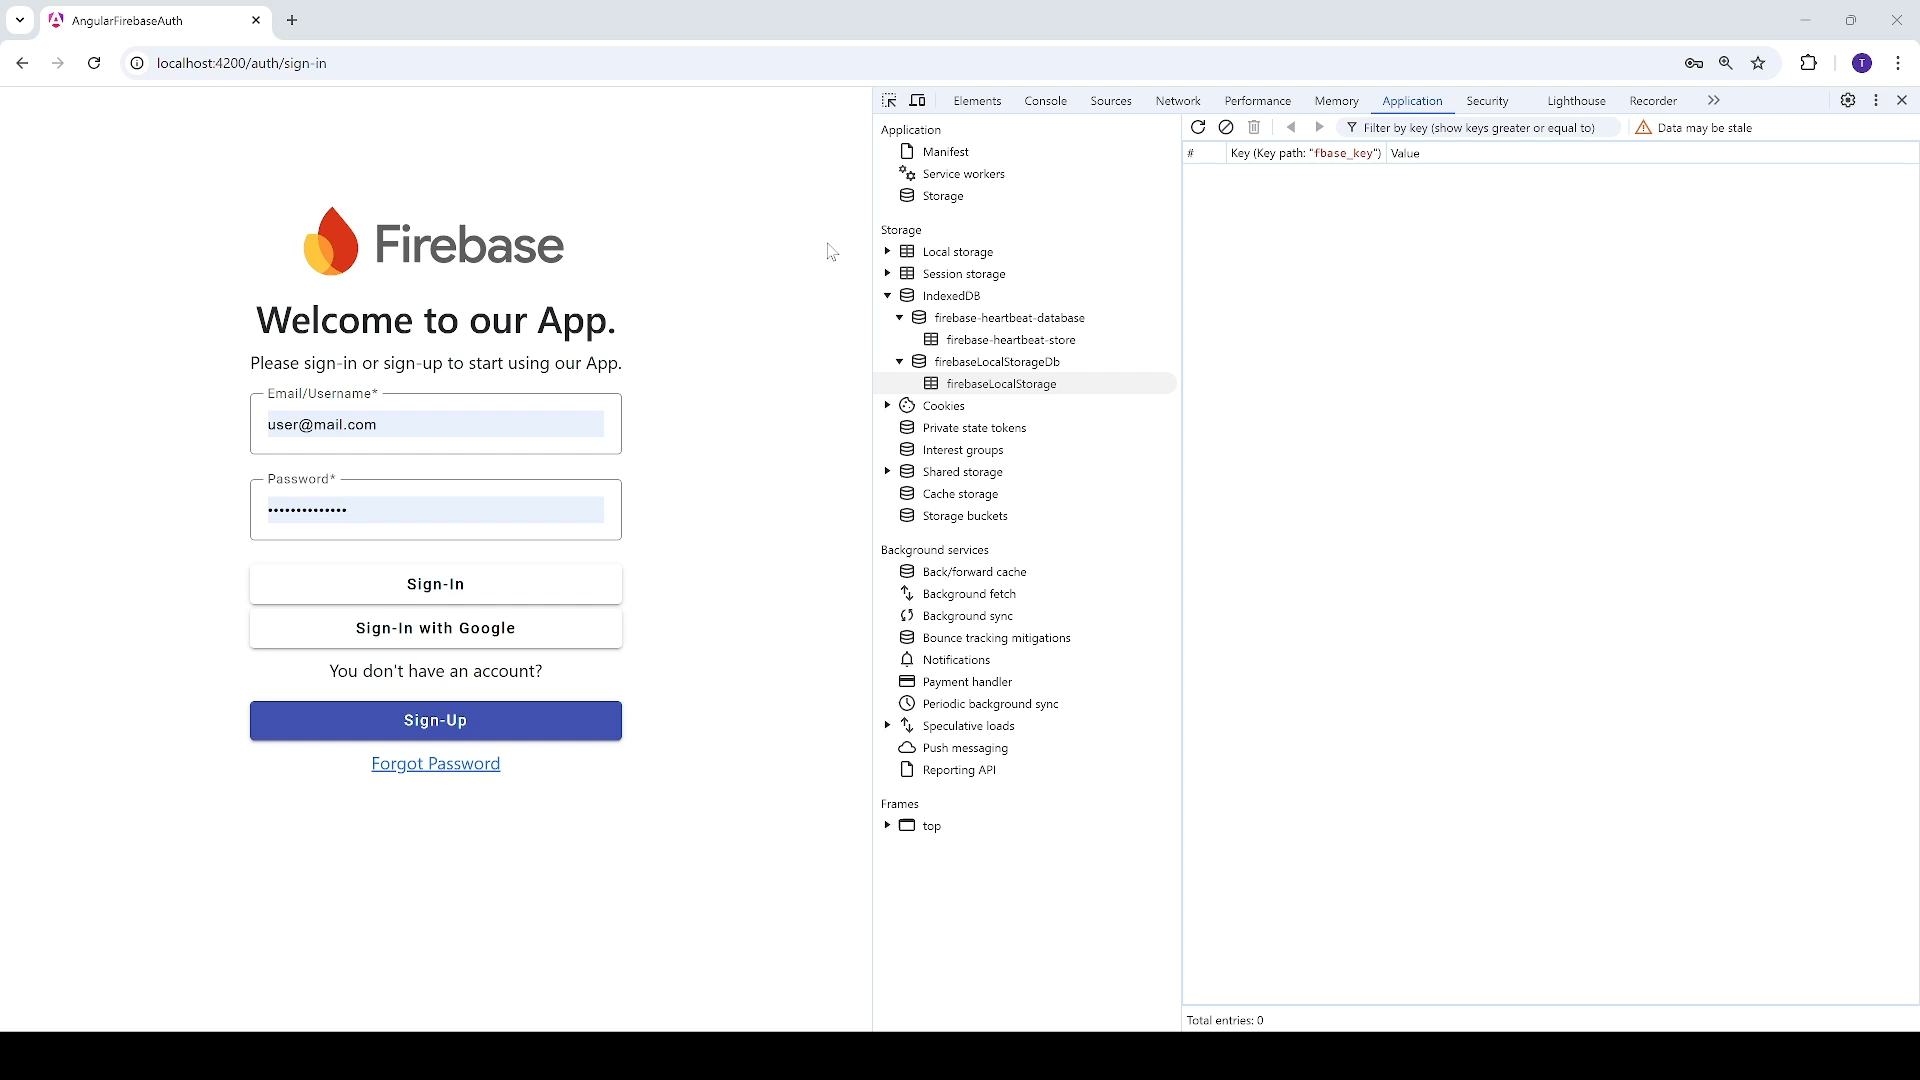 AngularFirebaseAuth
localhost:4200/auth/sign-in
T
Firebase
Welcome to our App.
Please sign-in or sign-up to start using our App.
Email/Username*
user@mail.com
Password*
••••••••••••••
Sign-In
Sign-In with Google
You don't have an account?
Sign-Up
Forgot Password
Elements Console Sources Network Performance Memory Application Security Lighthouse Recorder
Application
Manifest
Service workers
Storage
Storage
Local storage
Session storage
IndexedDB
firebase-heartbeat-database
firebase-heartbeat-store
firebaseLocalStorageDb
firebaseLocalStorage
Cookies
Private state tokens
Interest groups
Shared storage
Cache storage
Storage buckets
Background services
Back/forward cache
Background fetch
Background sync
Bounce tracking mitigations
Notifications
Payment handler
Periodic background sync
Speculative loads
Push messaging
Reporting API
Frames
top
Filter by key (show keys greater or equal to) Data may be stale
# Key (Key path: "fbase_key") Value
Total entries: 0